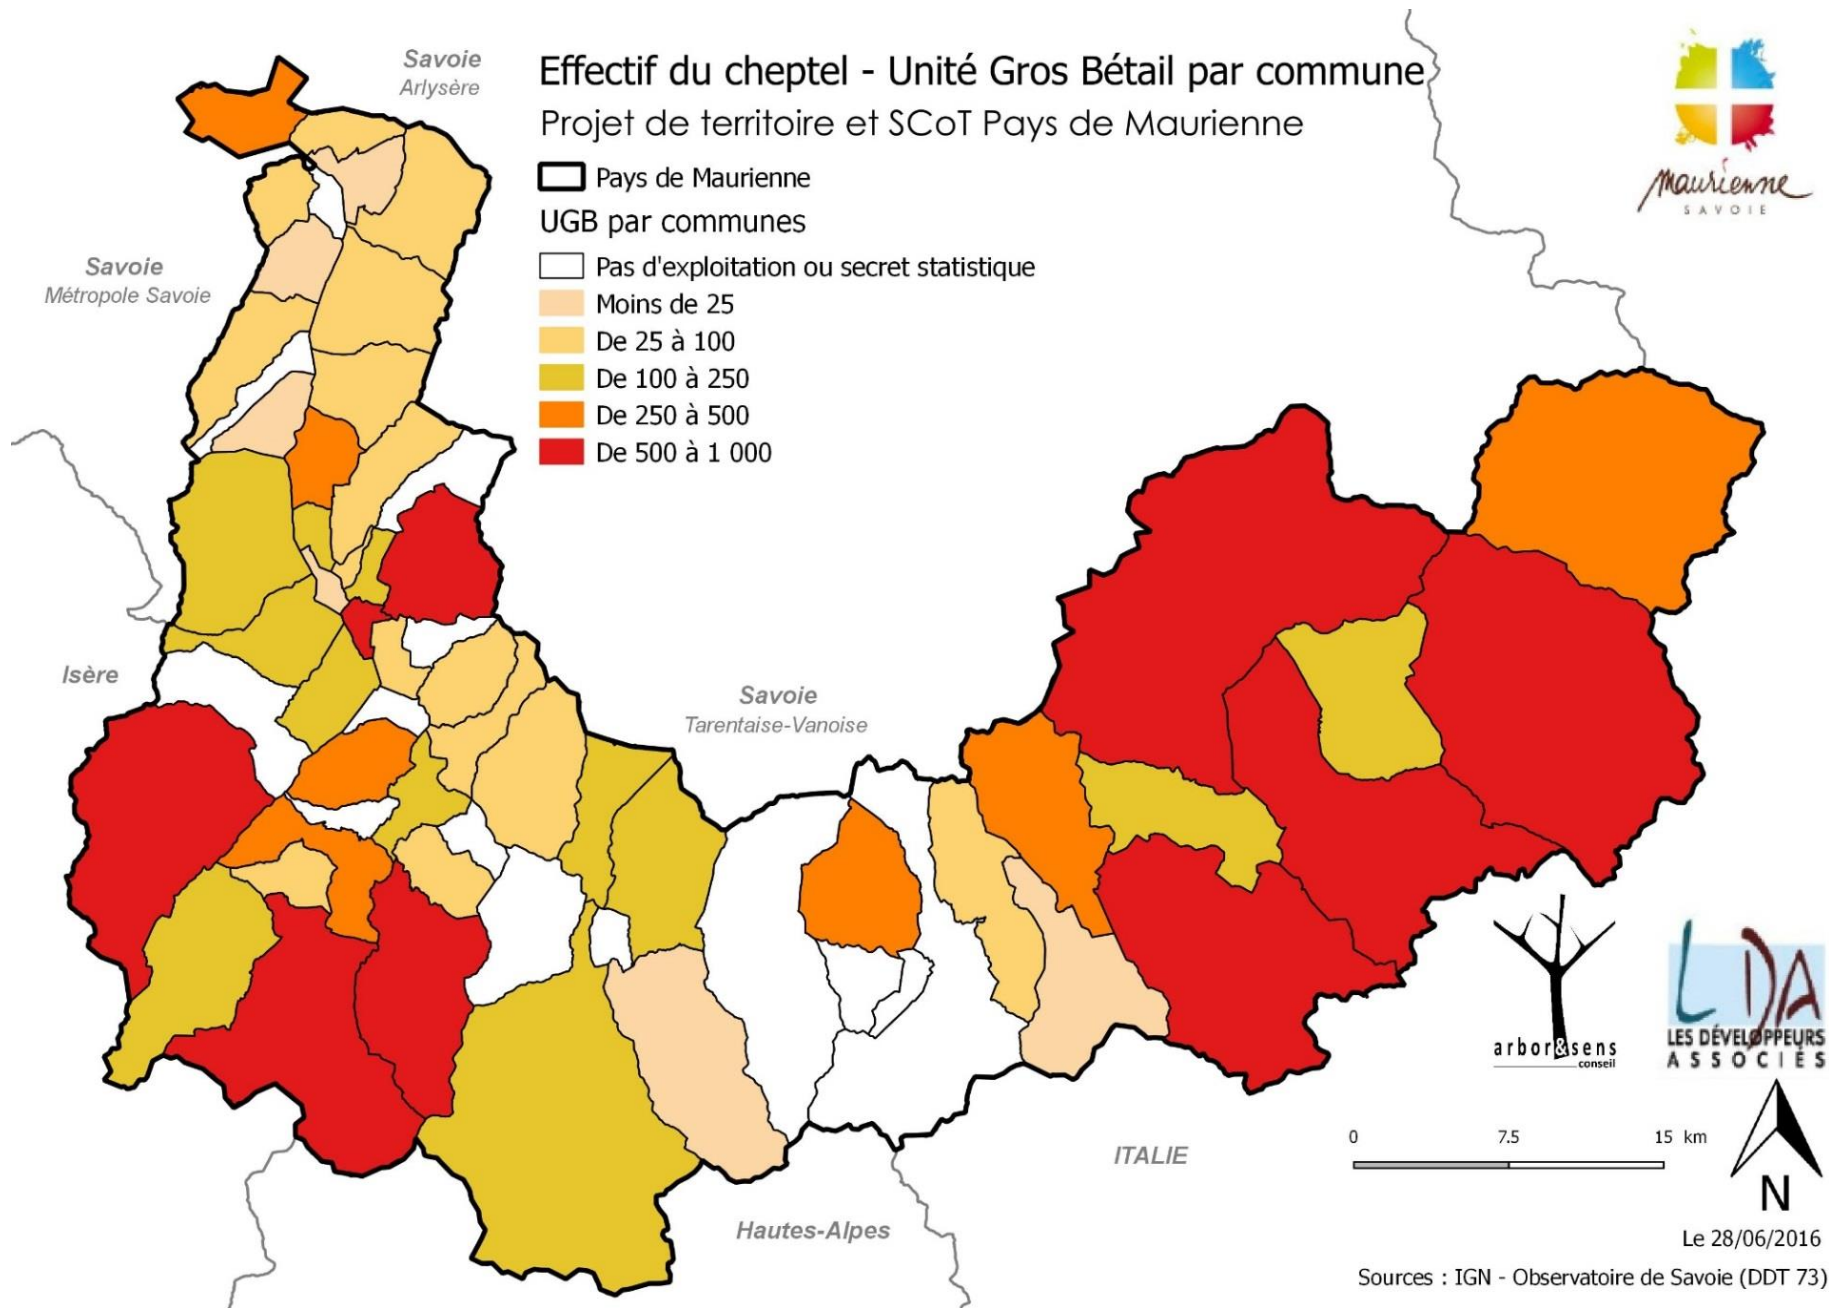 Effectif du cheptel - Unité Gros Bétail par commune
Projet de territoire et SCoT Pays de Maurienne
Pays de Maurienne
UGB par communes
Pas d'exploitation ou secret statistique
Moins de 25
De 25 à 100
De 100 à 250
De 250 à 500
De 500 à 1 000
Maurienne
SAVOIE
Savoie
Arlysère
Savoie
Métropole Savoie
Isère
Savoie
Tarentaise-Vanoise
ITALIE
Hautes-Alpes
arbor&sens
conseil
LDA
LES DÉVELOPPEURS
ASSOCIÉS
0 7.5 15 km
N
Le 28/06/2016
Sources : IGN - Observatoire de Savoie (DDT 73)